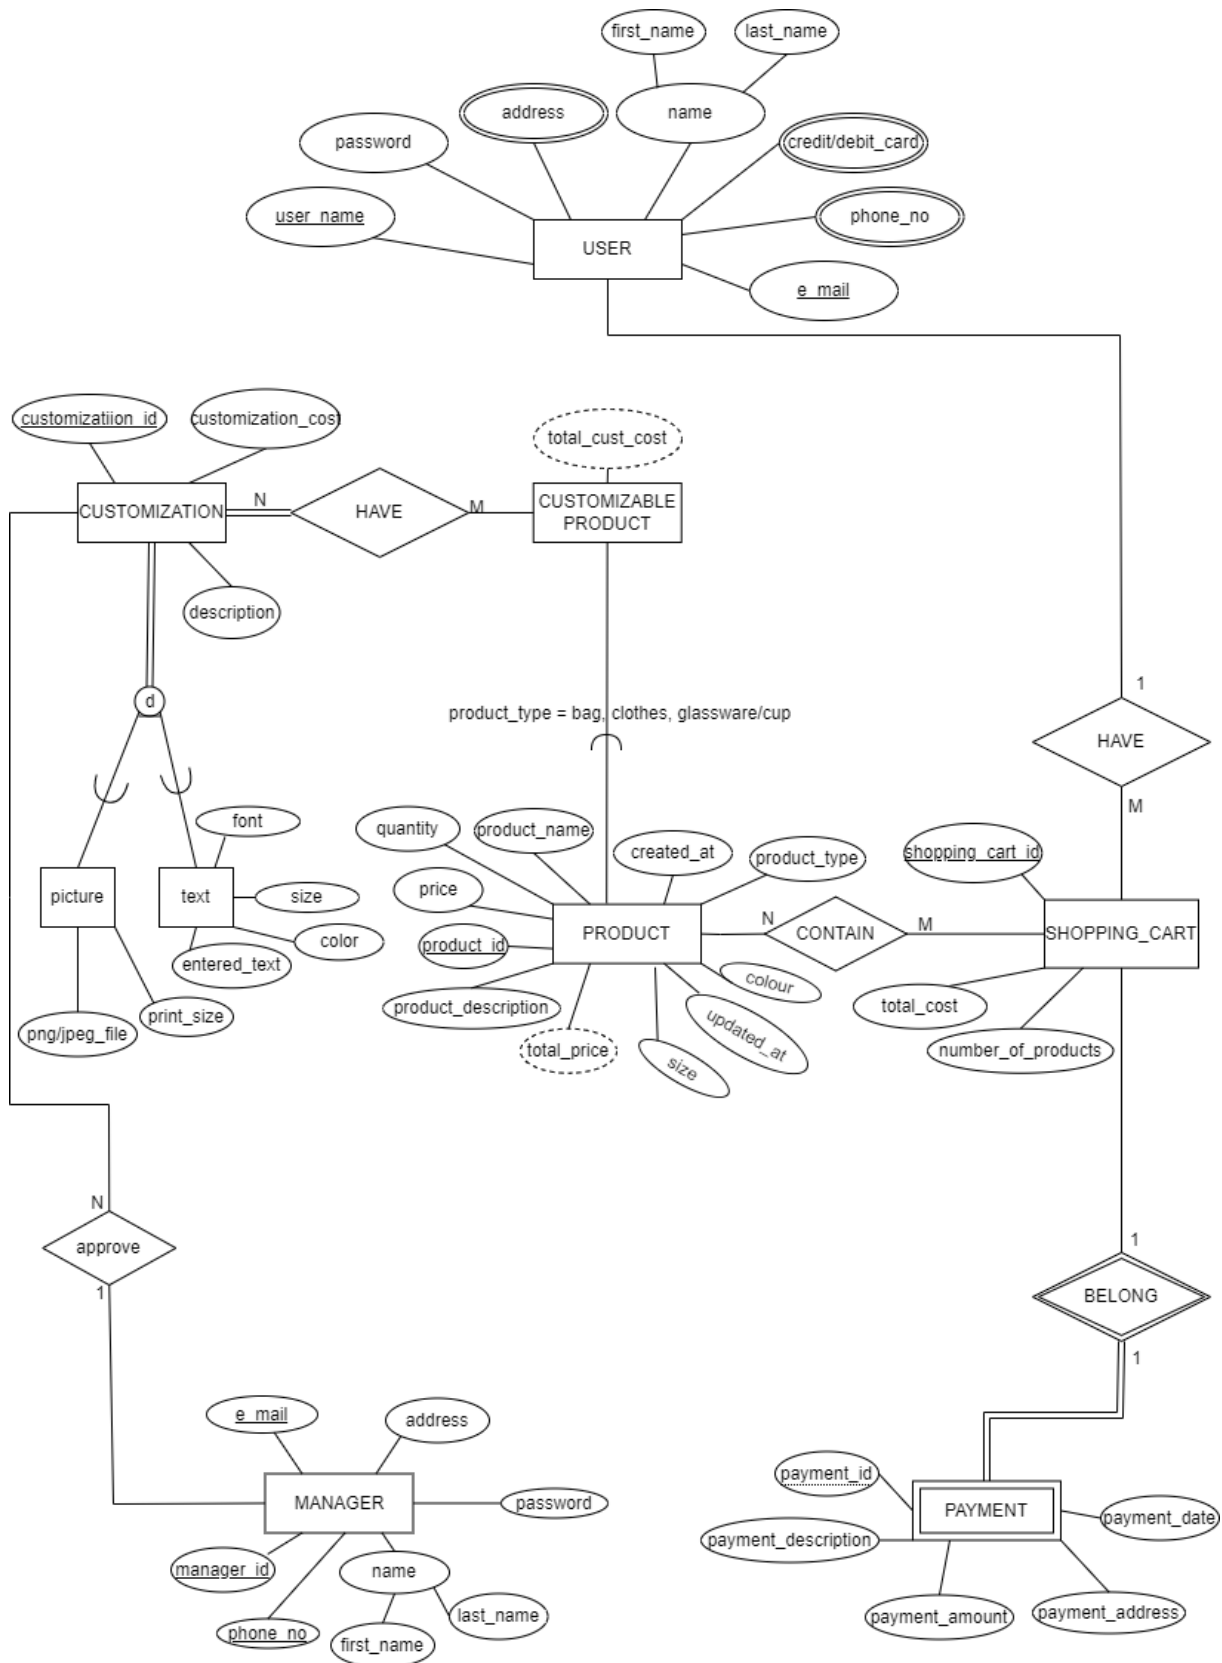 first_name
last_name
address
name
password
credit/debit_card
user_name
phone_no
USER
e_mail
customizatiion_id
customization_cost
total_cust_cost
CUSTOMIZATION
N
HAVE
M
CUSTOMIZABLE
PRODUCT
description
1
d
product_type = bag, clothes, glassware/cup
HAVE
M
font
quantity
product_name
created_at
product_type
shopping_cart_id
picture
text
size
price
PRODUCT
N
CONTAIN
M
SHOPPING_CART
color
product_id
entered_text
colour
product_description
total_cost
png/jpeg_file
print_size
total_price
updated_at
size
number_of_products
N
approve
1
1
BELONG
1
e_mail
address
MANAGER
password
manager_id
name
phone_no
first_name
last_name
payment_id
PAYMENT
payment_date
payment_description
payment_amount
payment_address